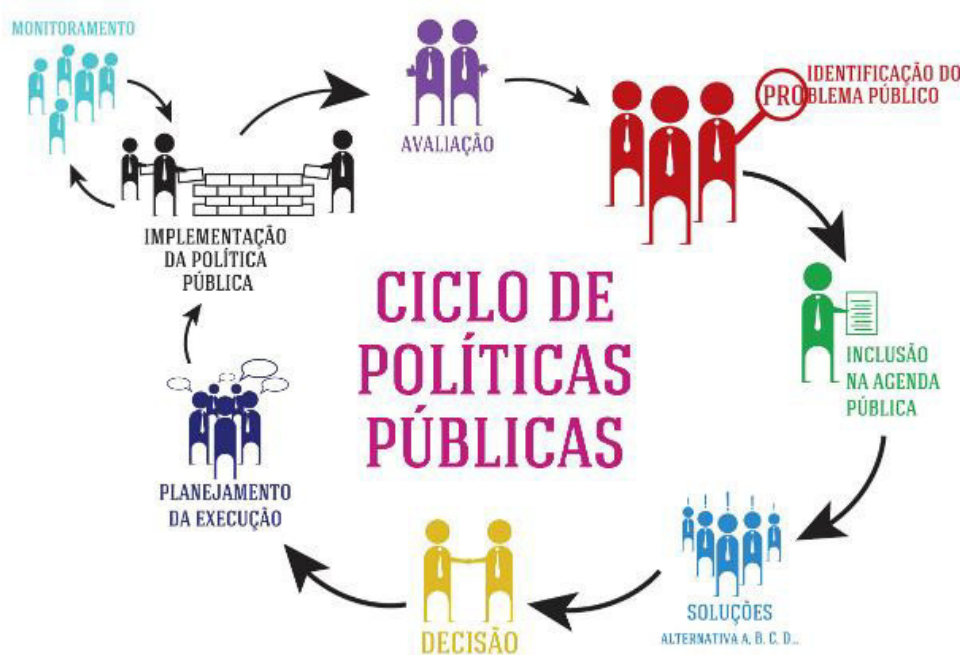 MONITORAMENTO
AVALIAÇÃO
IDENTIFICAÇÃO DO
PROBLEMA PÚBLICO
IMPLEMENTAÇÃO
DA POLÍTICA
PÚBLICA
CICLO DE
POLÍTICAS
PÚBLICAS
INCLUSÃO
NA AGENDA
PÚBLICA
PLANEJAMENTO
DA EXECUÇÃO
SOLUÇÕES
ALTERNATIVA A, B, C, D...
DECISÃO